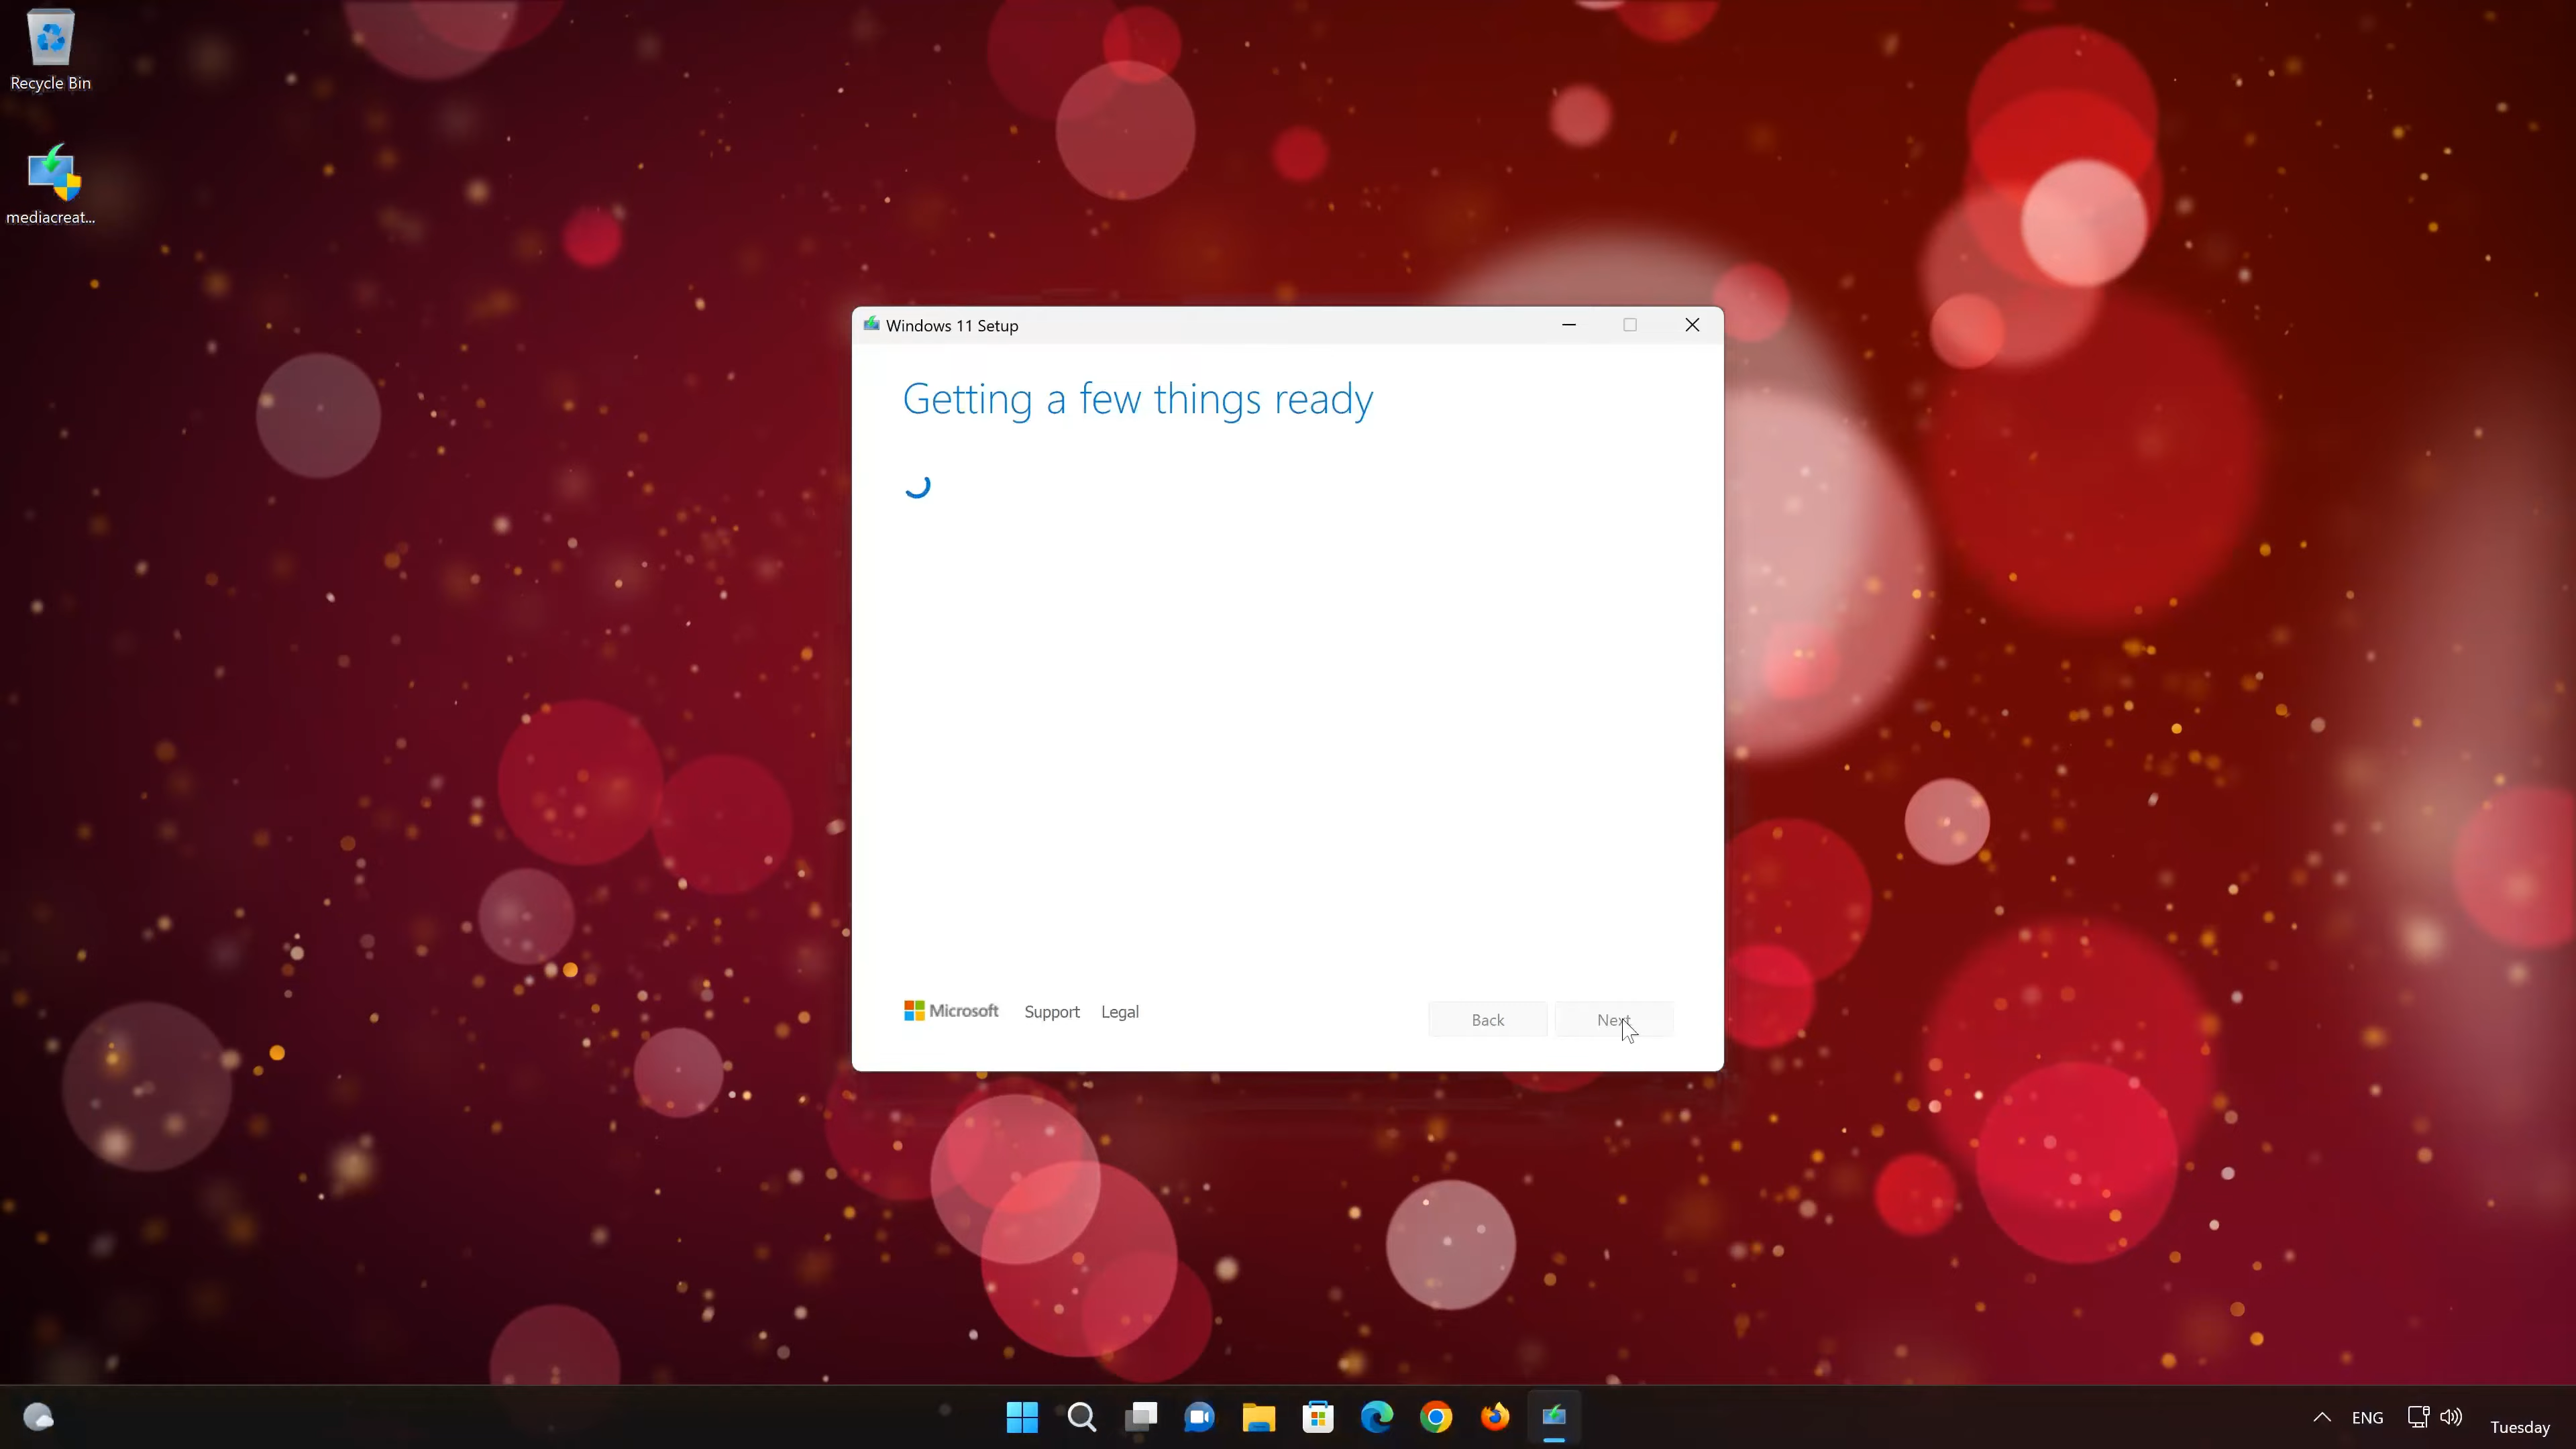 Recycle Bin
mediacreat...
Windows 11 Setup
Getting a few things ready
Microsoft
Support
Legal
Back
Next
ENG
Tuesday